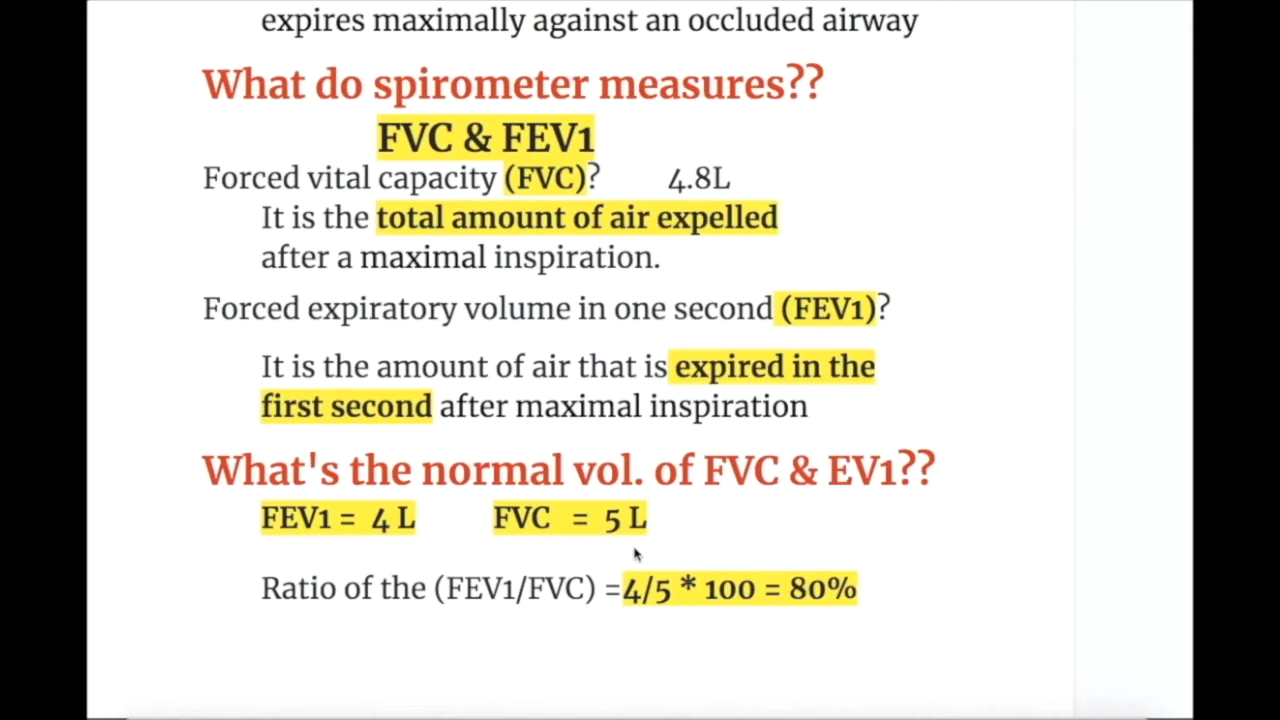 expires maximally against an occluded airway
What do spirometer measures??
FVC & FEV1
Forced vital capacity (FVC)? 4.8L
It is the total amount of air expelled
after a maximal inspiration.
Forced expiratory volume in one second (FEV1)?
It is the amount of air that is expired in the
first second after maximal inspiration
What's the normal vol. of FVC & EV1??
FEV1 = 4 L FVC = 5 L
Ratio of the (FEV1/FVC) =4/5 * 100 = 80%